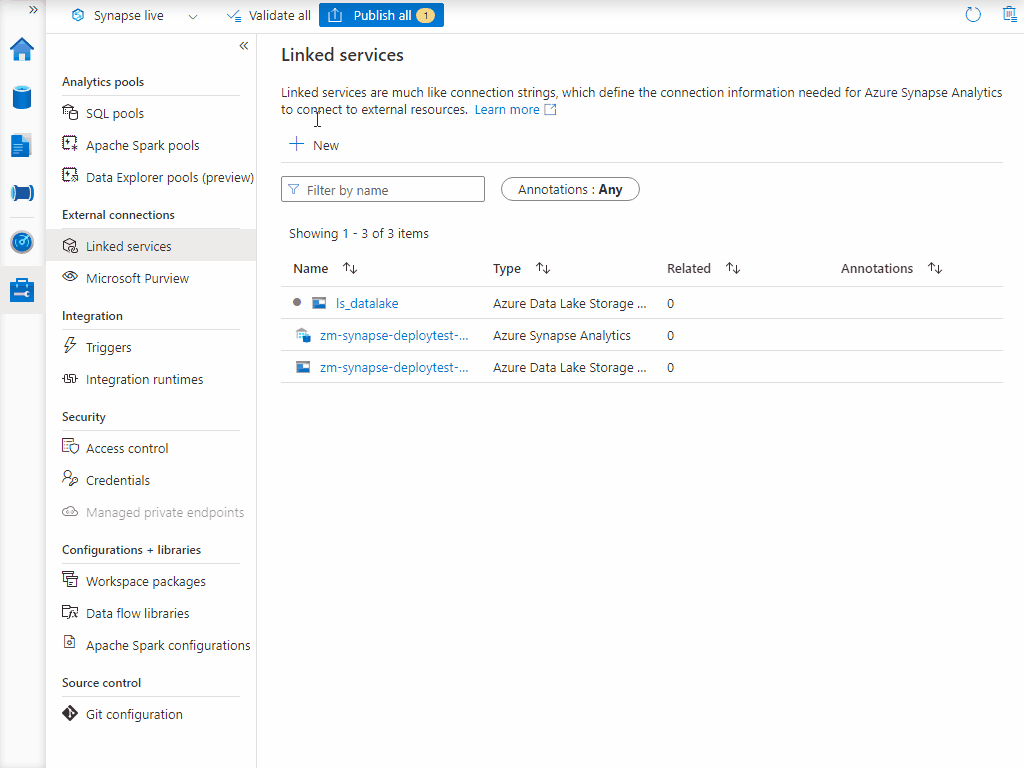 Synapse live
Validate all
Publish all 1
Analytics pools
SQL pools
Apache Spark pools
Data Explorer pools (preview)
External connections
Linked services
Microsoft Purview
Integration
Triggers
Integration runtimes
Security
Access control
Credentials
Managed private endpoints
Configurations + libraries
Workspace packages
Data flow libraries
Apache Spark configurations
Source control
Git configuration
Linked services
Linked services are much like connection strings, which define the connection information needed for Azure Synapse Analytics
to connect to external resources. Learn more
New
Filter by name
Annotations : Any
Showing 1 - 3 of 3 items
Name Type Related Annotations
ls_datalake Azure Data Lake Storage ... 0
zm-synapse-deploytest-... Azure Synapse Analytics 0
zm-synapse-deploytest-... Azure Data Lake Storage ... 0